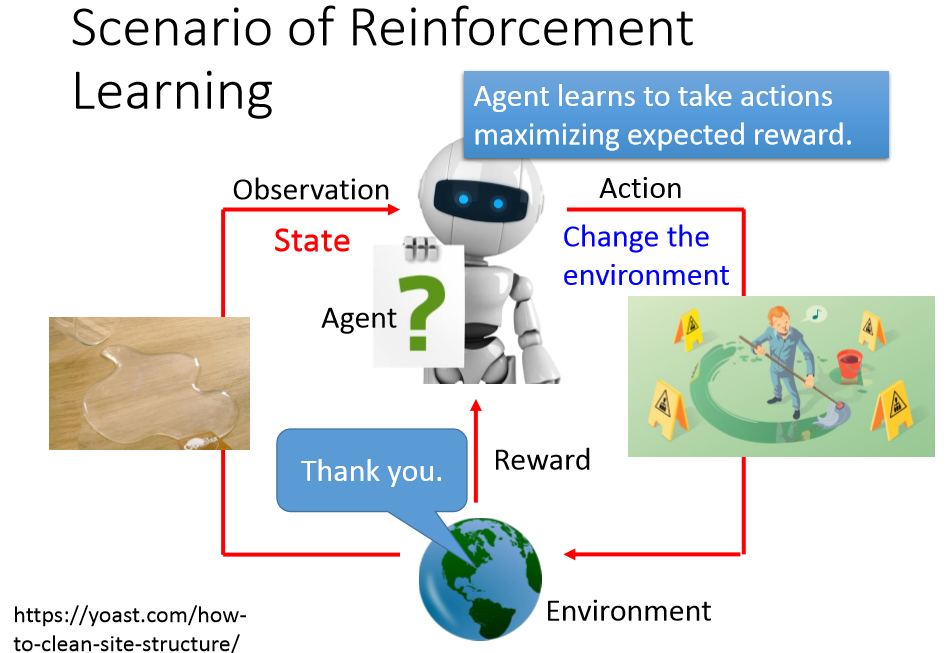 Scenario of Reinforcement
Learning
Agent learns to take actions
maximizing expected reward.
Observation
Action
State
Change the
environment
Agent
?
Thank you.
Reward
Environment
https://yoast.com/how-
to-clean-site-structure/